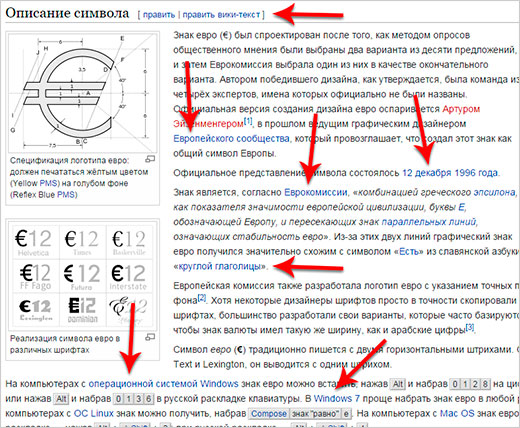 Описание символа [ править | править вики-текст ]
Знак евро (€) был спроектирован после того, как методом опросов
общественного мнения были выбраны два варианта из десяти предложений,
и затем Еврокомиссия выбрала один из них в качестве окончательного
варианта. Автором победившего дизайна, как утверждается, была команда из
четырёх экспертов, имена которых официально не были названы.
Официальная версия создания дизайна евро оспаривается Артуром
Эйзенменгером[1], в прошлом ведущим графическим дизайнером
Европейского сообщества, который провозглашает, что создал этот знак как
общий символ Европы.
Официальное представление символа состоялось 12 декабря 1996 года.
Знак является, согласно Еврокомиссии, «комбинацией греческого эпсилона,
как показателя значимости европейской цивилизации, буквы E,
обозначающей Европу, и пересекающих знак параллельных линий,
означающих стабильность евро». Из-за этих двух линий графический знак
евро получился значительно схожим с символом «Есть» из славянской азбуки
«круглой глаголицы».
Европейская комиссия также разработала логотип евро с указанием точных п
фона[2]. Хотя некоторые дизайнеры шрифтов просто в точности скопировали
шрифтах, большинство разработали свои варианты, которые часто базируютс
чтобы знаки валюты имел такую же ширину, как и арабские цифры[3].
Символ евро (€) традиционно пишется с двумя горизонтальными штрихами. О
Text и Lexington, он выводится с одним штрихом.
Спецификация логотипа евро:
должен печататься жёлтым цветом
(Yellow PMS) на голубом фоне
(Reflex Blue PMS)
€12 €12 €12
Helvetica Times Baskerville
€12 €12 €12
FF Fago Futura Interstate
€12 €12 €12
Lexington Dominian
Реализация символа евро в
различных шрифтах
На компьютерах с операционной системой Windows знак евро можно вставить, нажав Alt и набрав 0 1 2 8 на ци
или нажав Alt и набрав 0 1 3 6 в русской раскладке клавиатуры. В Windows 7 проще набрать знак евро в любой р
компьютерах с ОС Linux знак можно получить, набрав Compose знак "равно" e. На компьютерах с Mac OS знак евро